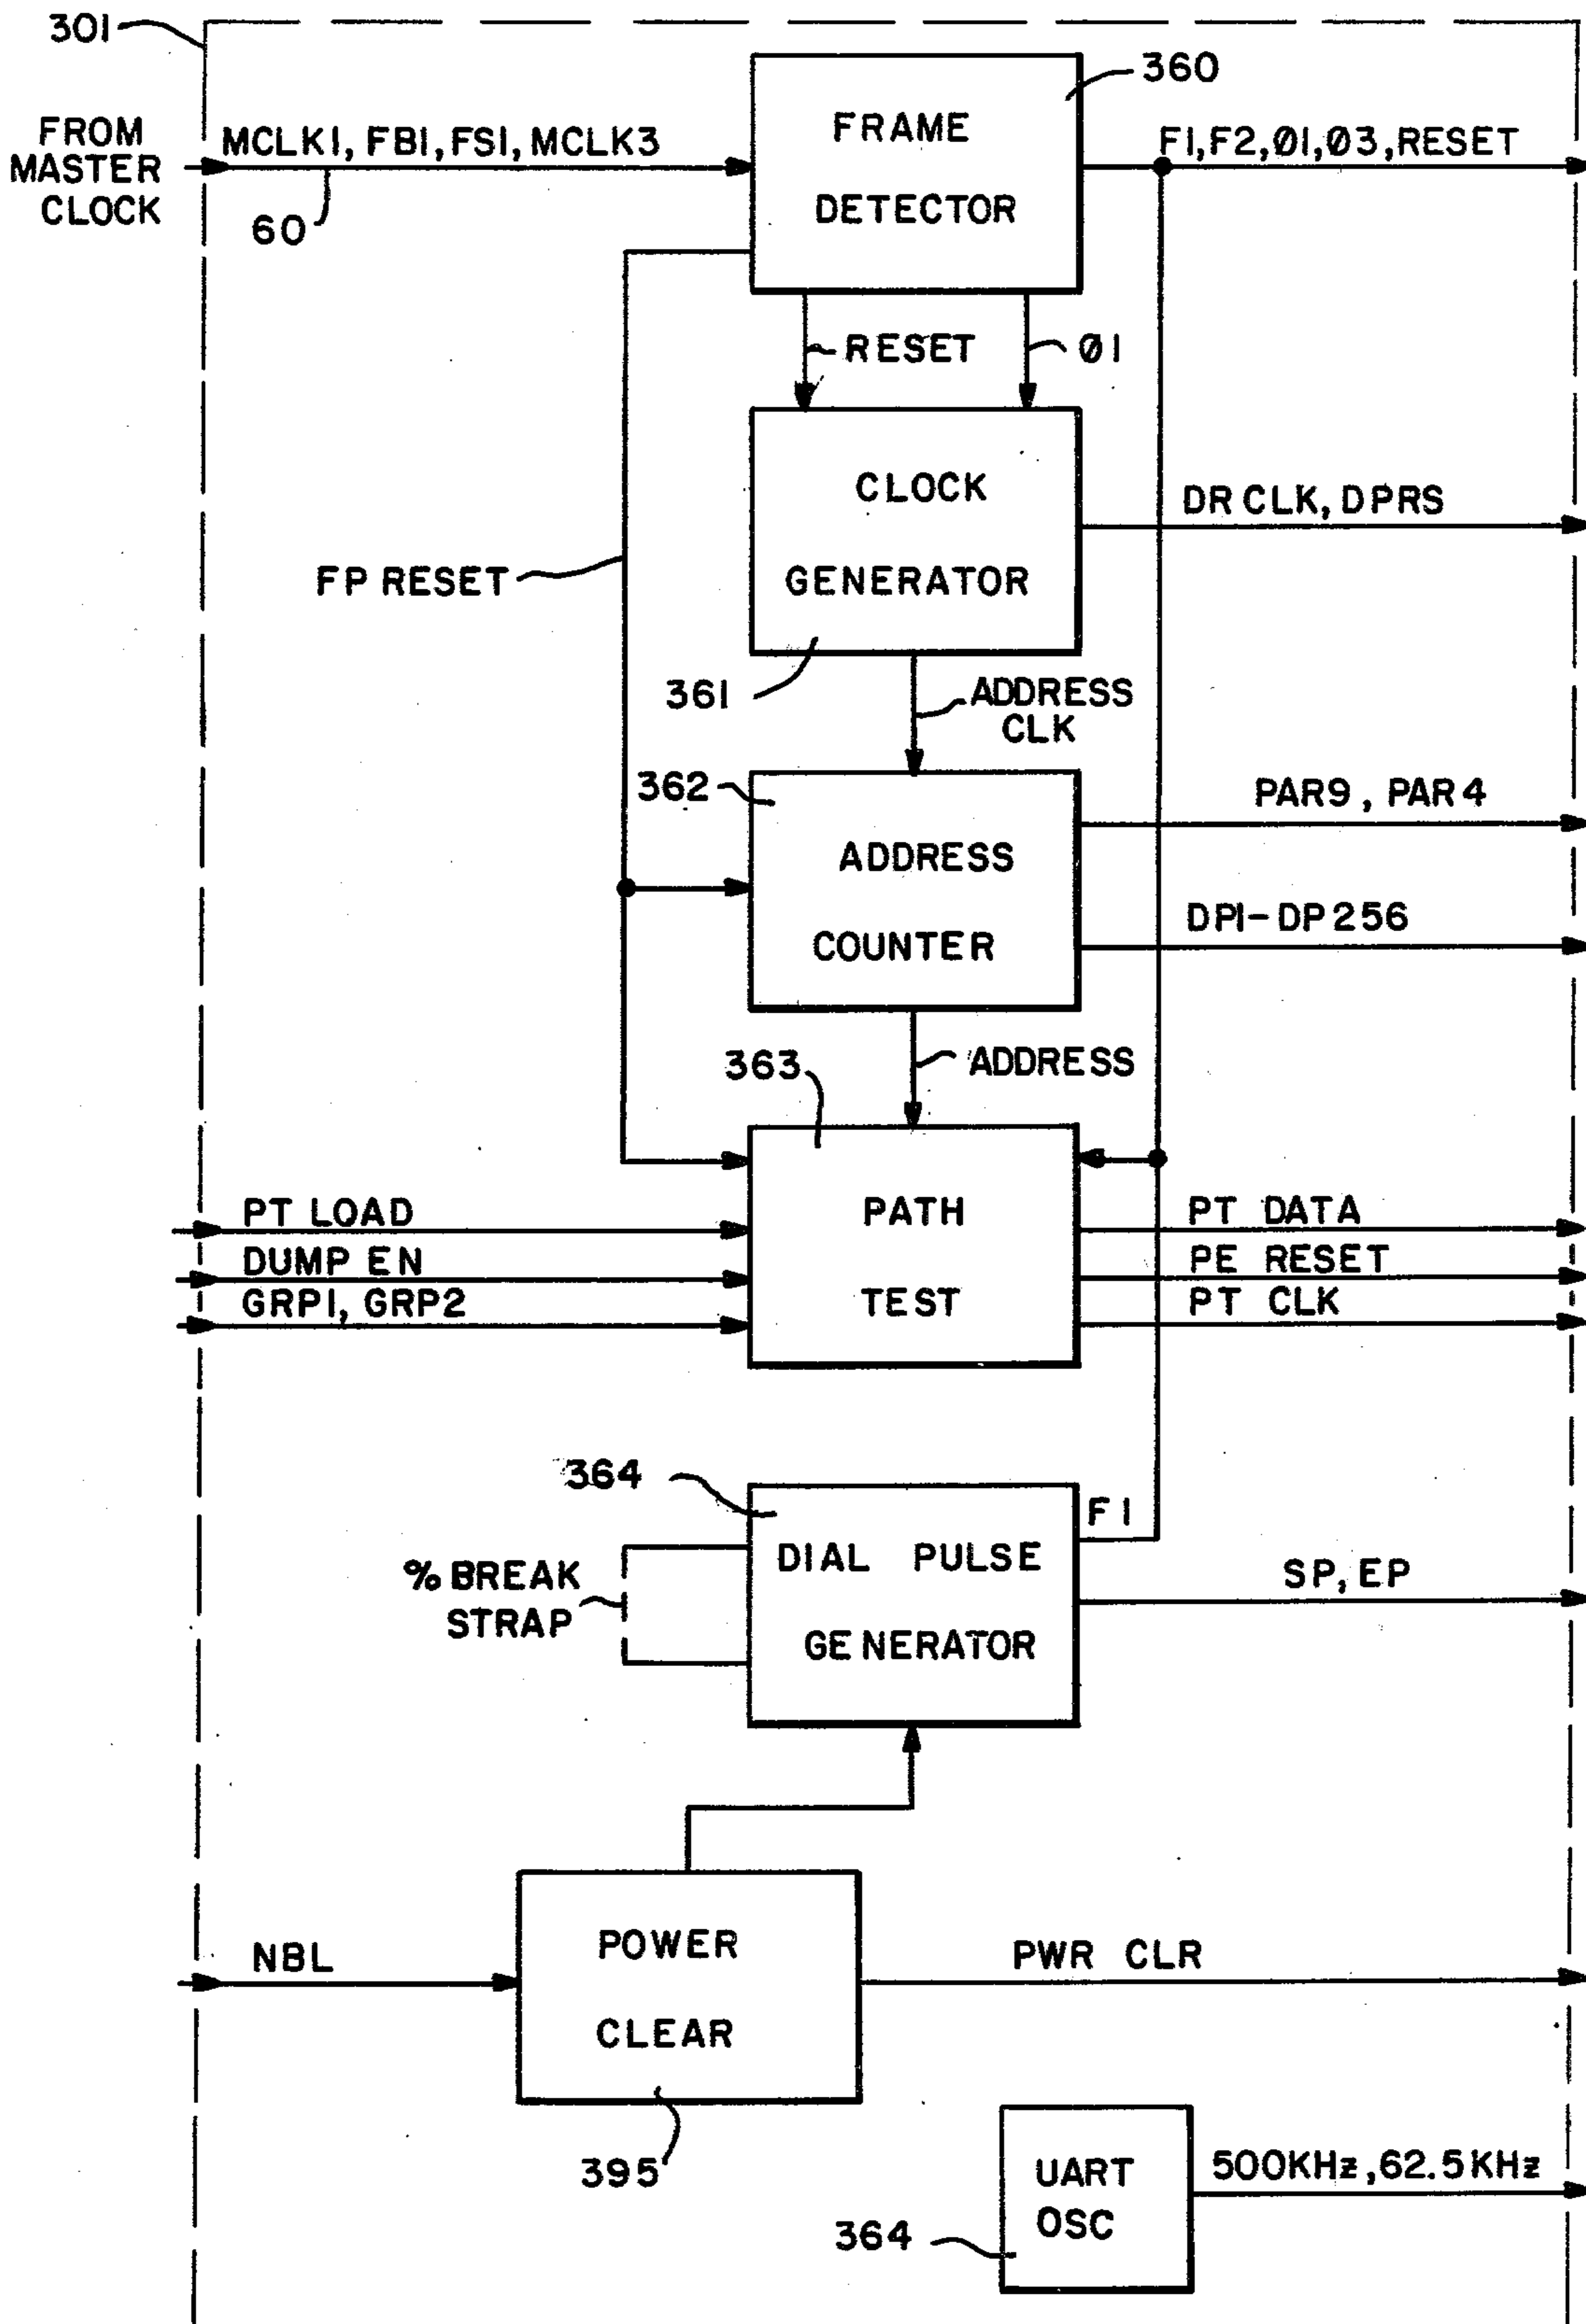 301
FROM
MASTER
CLOCK
MCLK1, FB1, FS1, MCLK3
60
FRAME
DETECTOR
360
F1, F2, Ø1, Ø3, RESET
RESET
Ø1
CLOCK
GENERATOR
361
DR CLK, DPRS
FP RESET
ADDRESS
CLK
362
ADDRESS
COUNTER
PAR9, PAR4
DP1-DP256
ADDRESS
363
PT LOAD
DUMP EN
GRP1, GRP2
PATH
TEST
PT DATA
PE RESET
PT CLK
364
F1
% BREAK
STRAP
DIAL PULSE
GENERATOR
SP, EP
NBL
POWER
CLEAR
PWR CLR
395
UART
OSC
500KHz, 62.5KHz
364